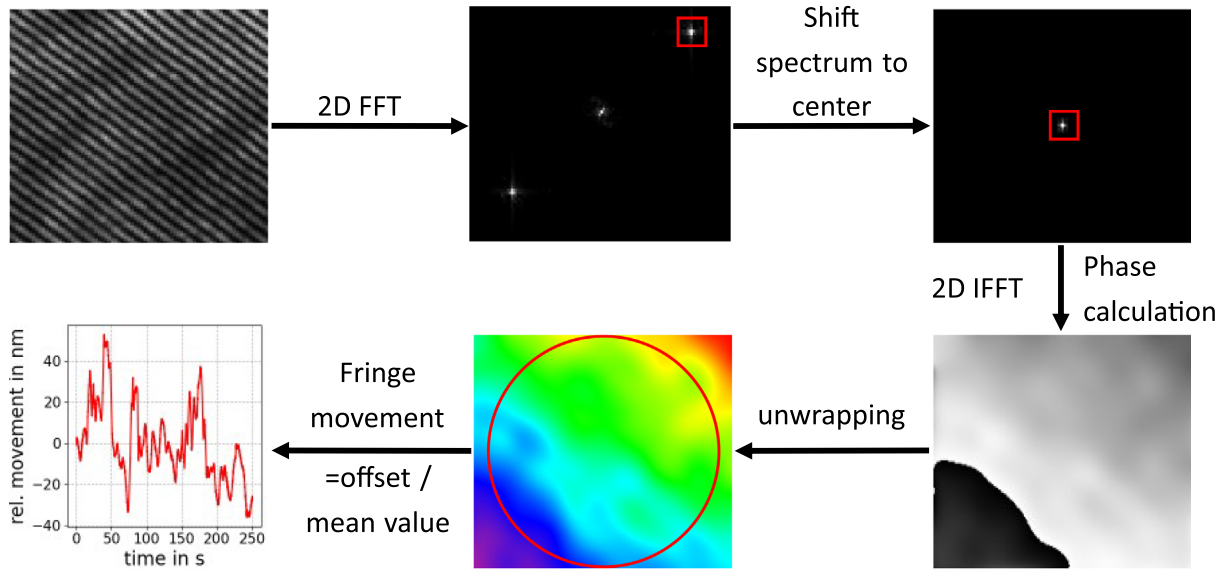 2D FFT
Shift
spectrum to
center
2D IFFT
Phase
calculation
unwrapping
Fringe
movement
=offset /
mean value
rel. movement in nm
40
20
0
−20
−40
0 50 100 150 200 250
time in s